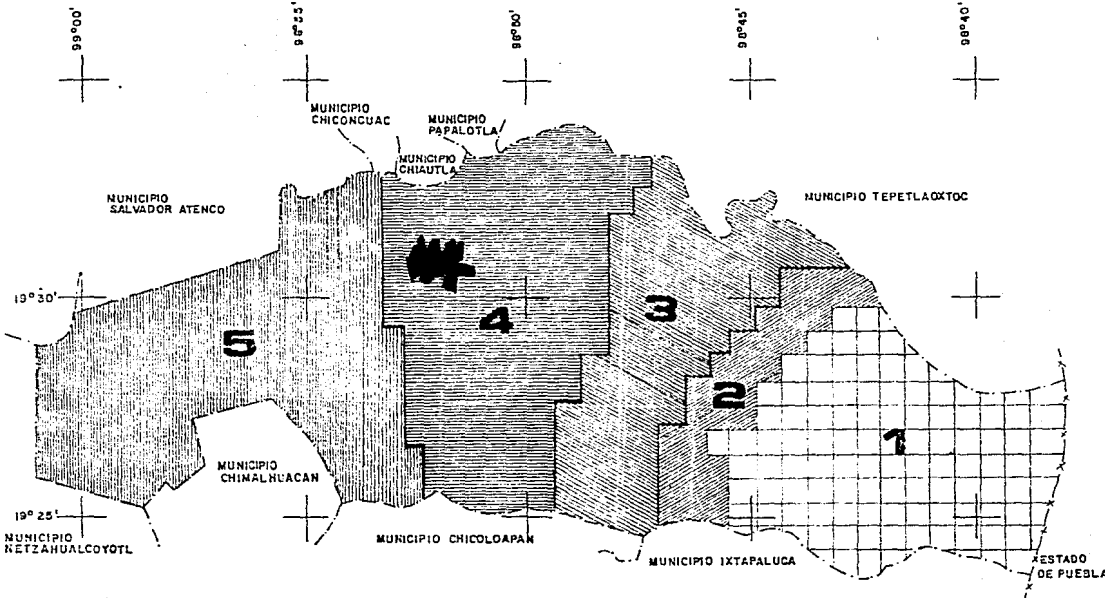 99°00'
98°55'
98°50'
98°45'
98°40'
MUNICIPIO
CHICONCUAC
MUNICIPIO
PAPALOTLA
MUNICIPIO
CHIAUTLA
MUNICIPIO
SALVADOR ATENCO
MUNICIPIO TEPETLAOXTOC
19°30'
5
4
3
2
1
MUNICIPIO
CHIMALHUACAN
19°25'
MUNICIPIO
NETZAHUALCOYOTL
MUNICIPIO CHICOLOAPAN
MUNICIPIO IXTAPALUCA
ESTADO
DE PUEBLA